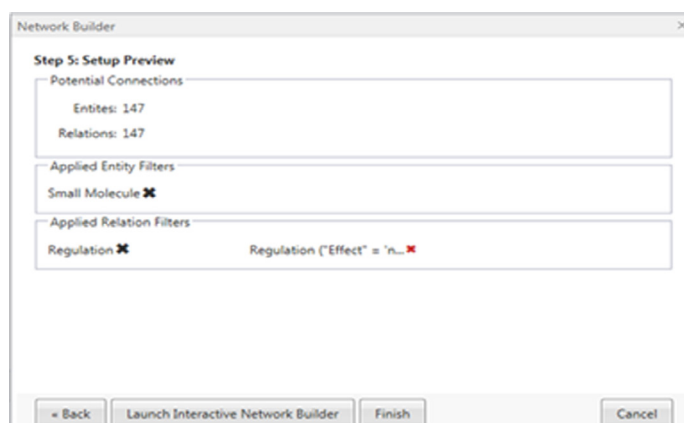 Network Builder
Step 5: Setup Preview
Potential Connections
Entites: 147
Relations: 147
Applied Entity Filters
Small Molecule ✖
Applied Relation Filters
Regulation ✖ Regulation ("Effect" = 'n... ✖
« Back Launch Interactive Network Builder Finish Cancel